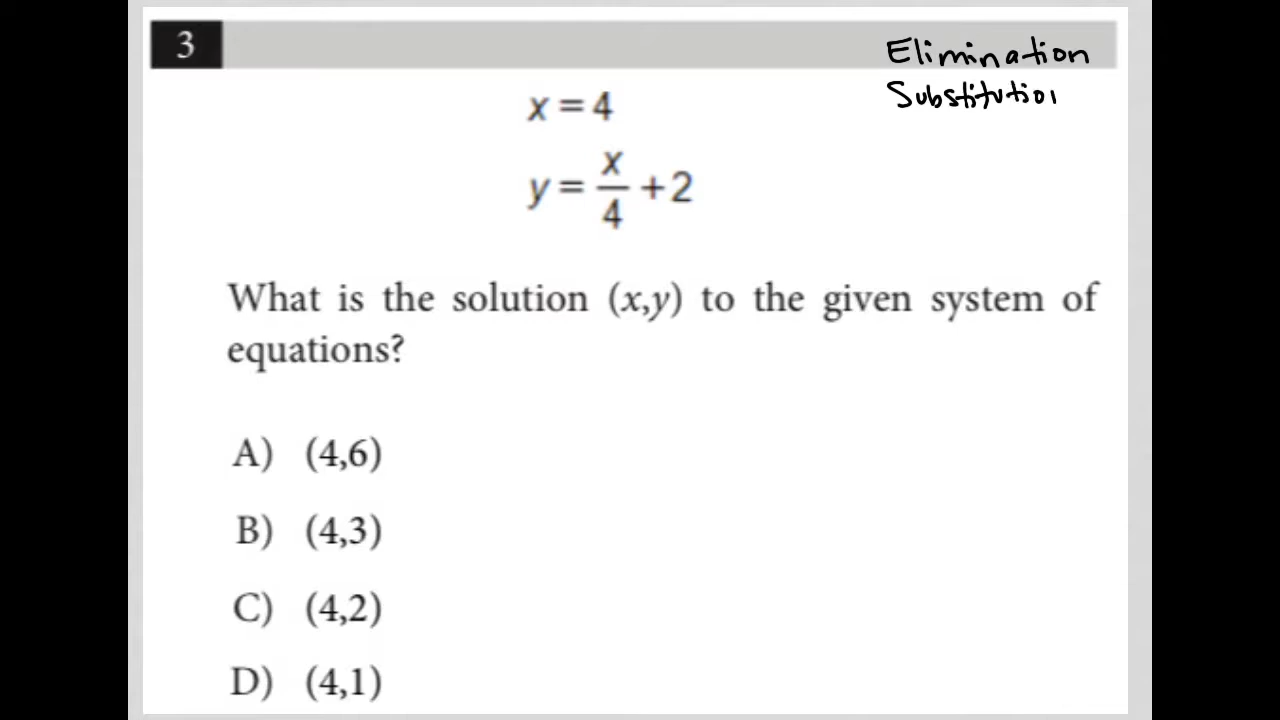 3
Elimination
Substitution
x = 4
y = x/4 + 2
What is the solution (x,y) to the given system of
equations?
A) (4,6)
B) (4,3)
C) (4,2)
D) (4,1)